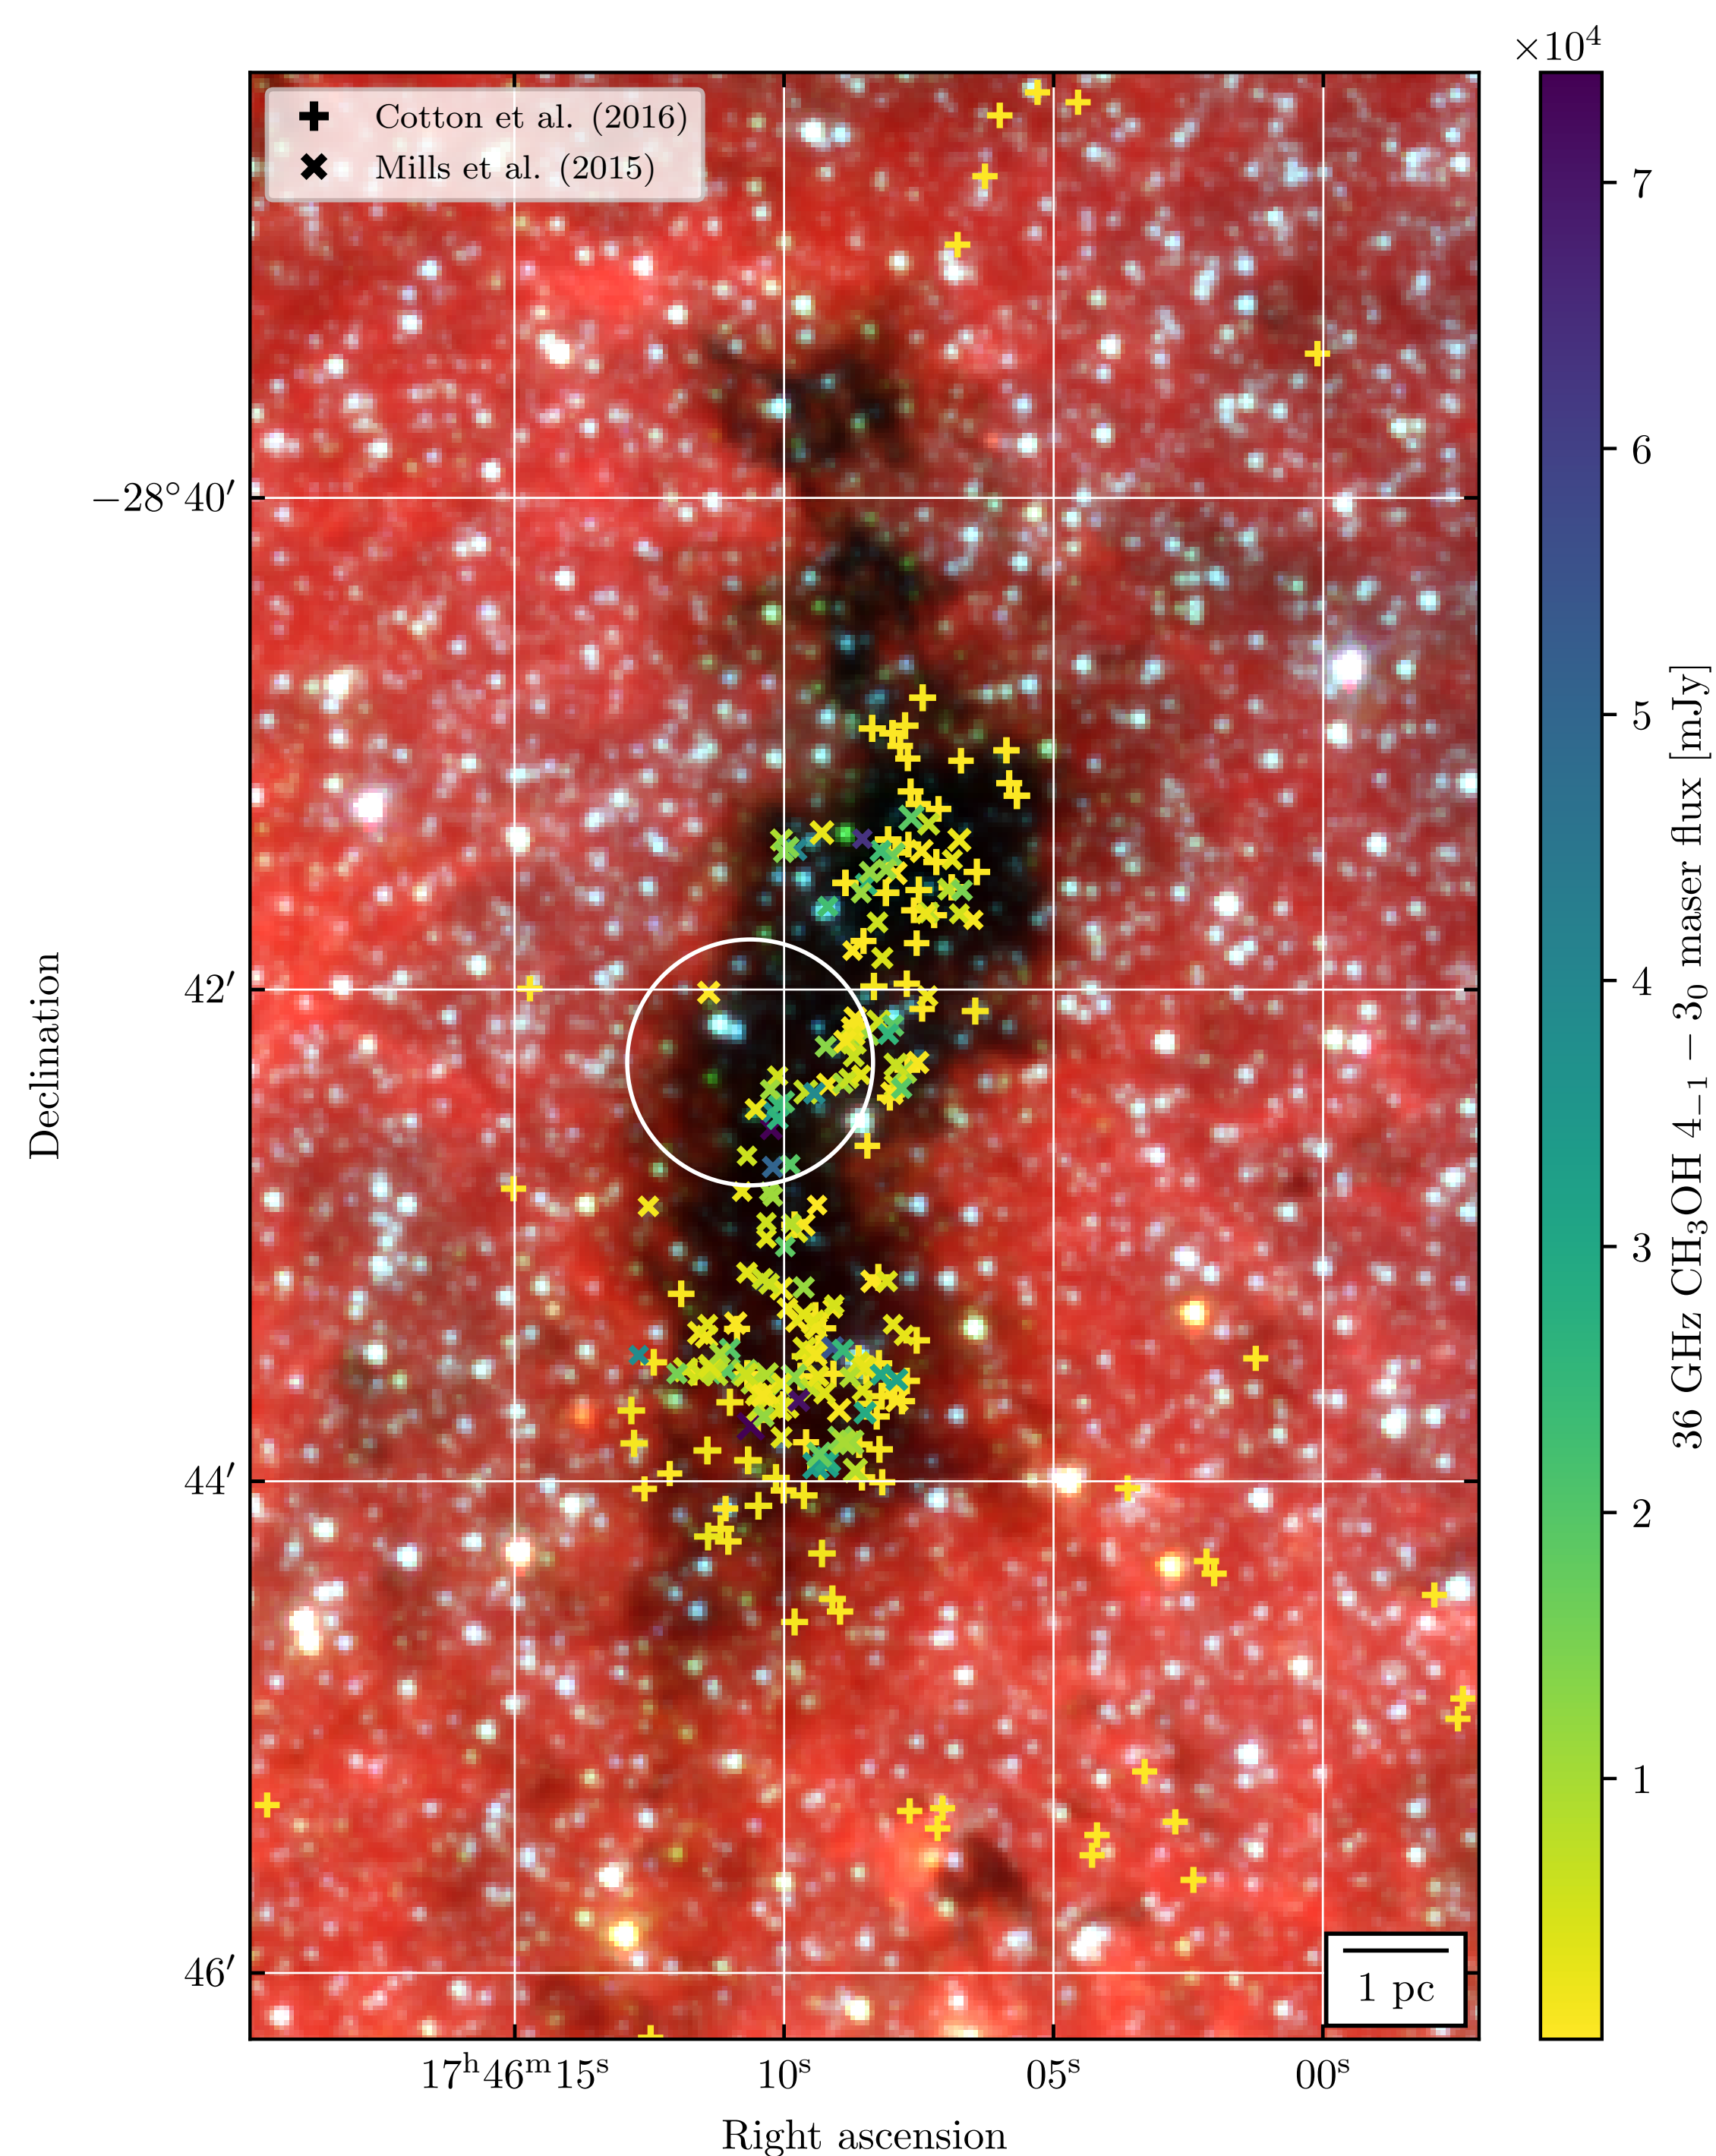 ×10⁴
Cotton et al. (2016)
Mills et al. (2015)
7
6
5
4
3
2
1
36 GHz CH₃OH 4₋₁ − 3₀ maser flux [mJy]
Declination
−28°40′
42′
44′
46′
1 pc
17ʰ46ᵐ15ˢ 10ˢ 05ˢ 00ˢ
Right ascension